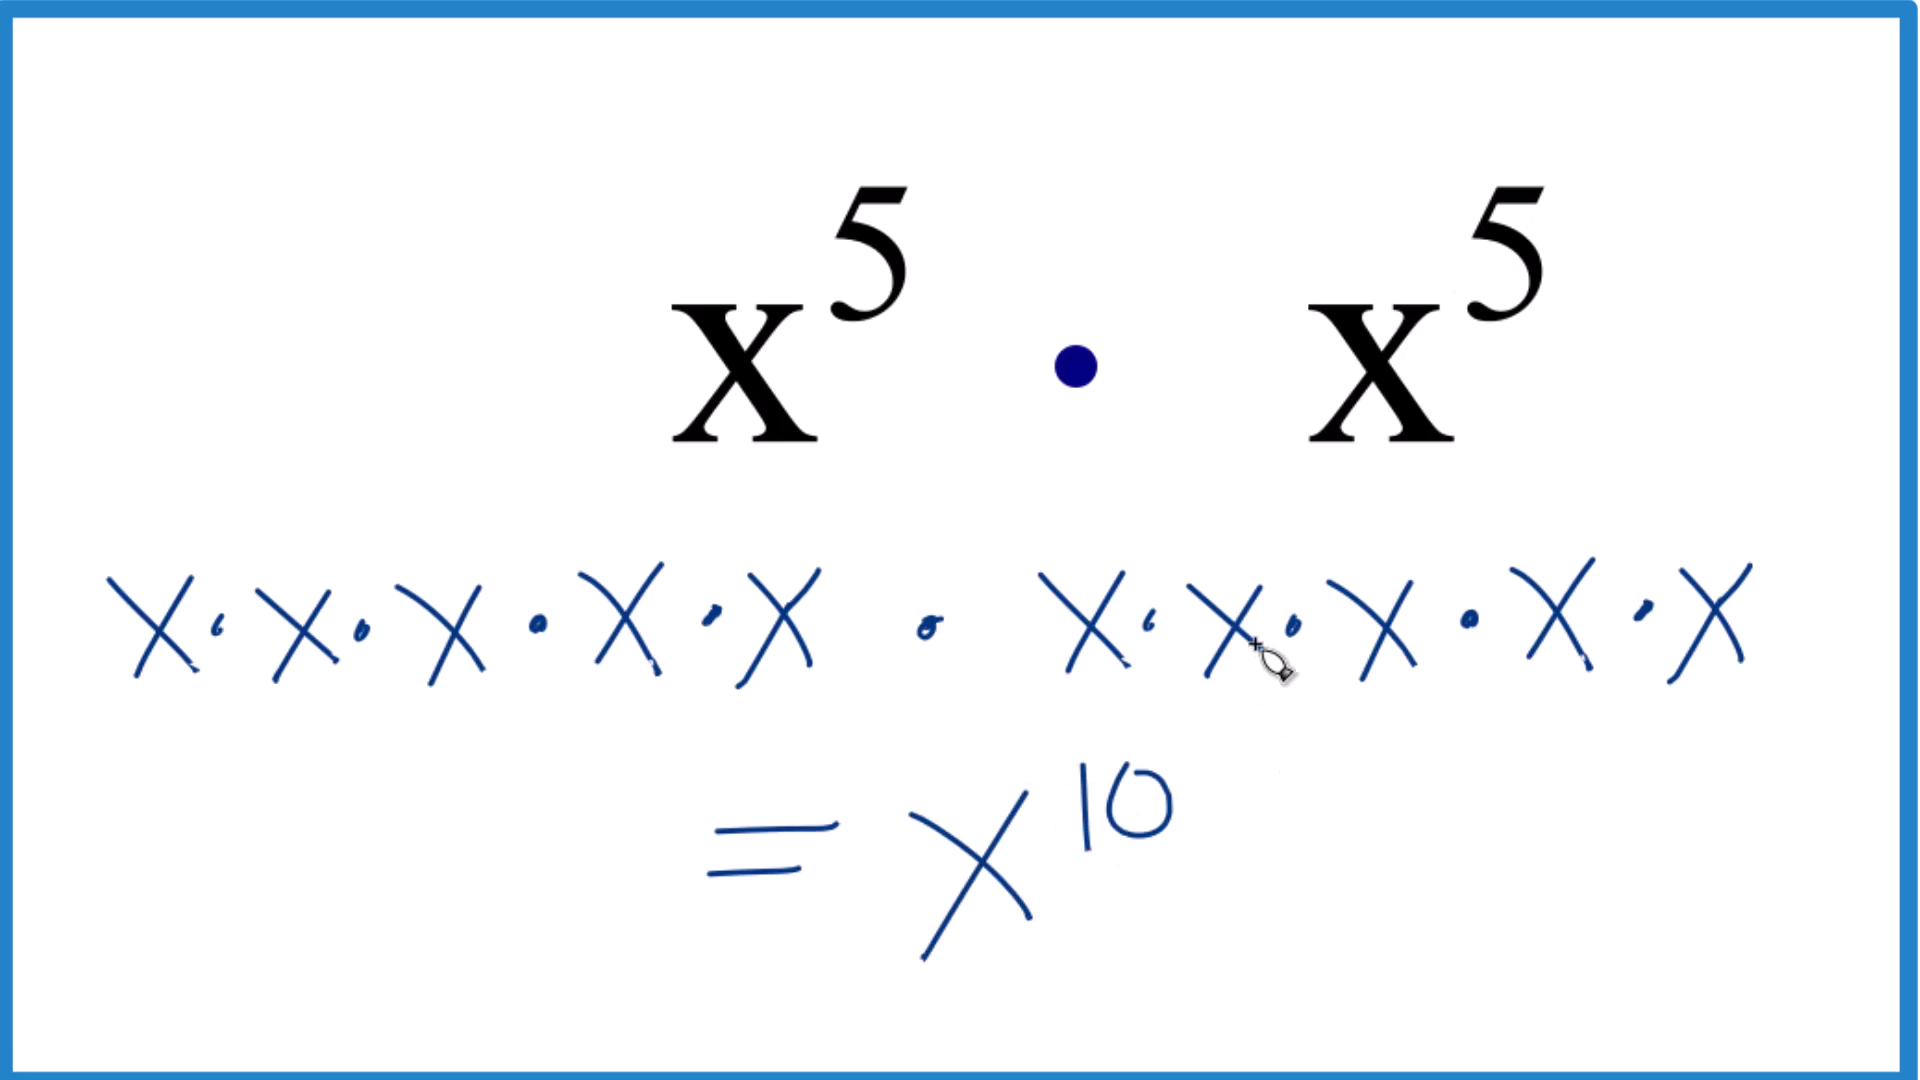 x⁵ • x⁵
x · x · x · x · x · x · x · x · x · x
= x¹⁰